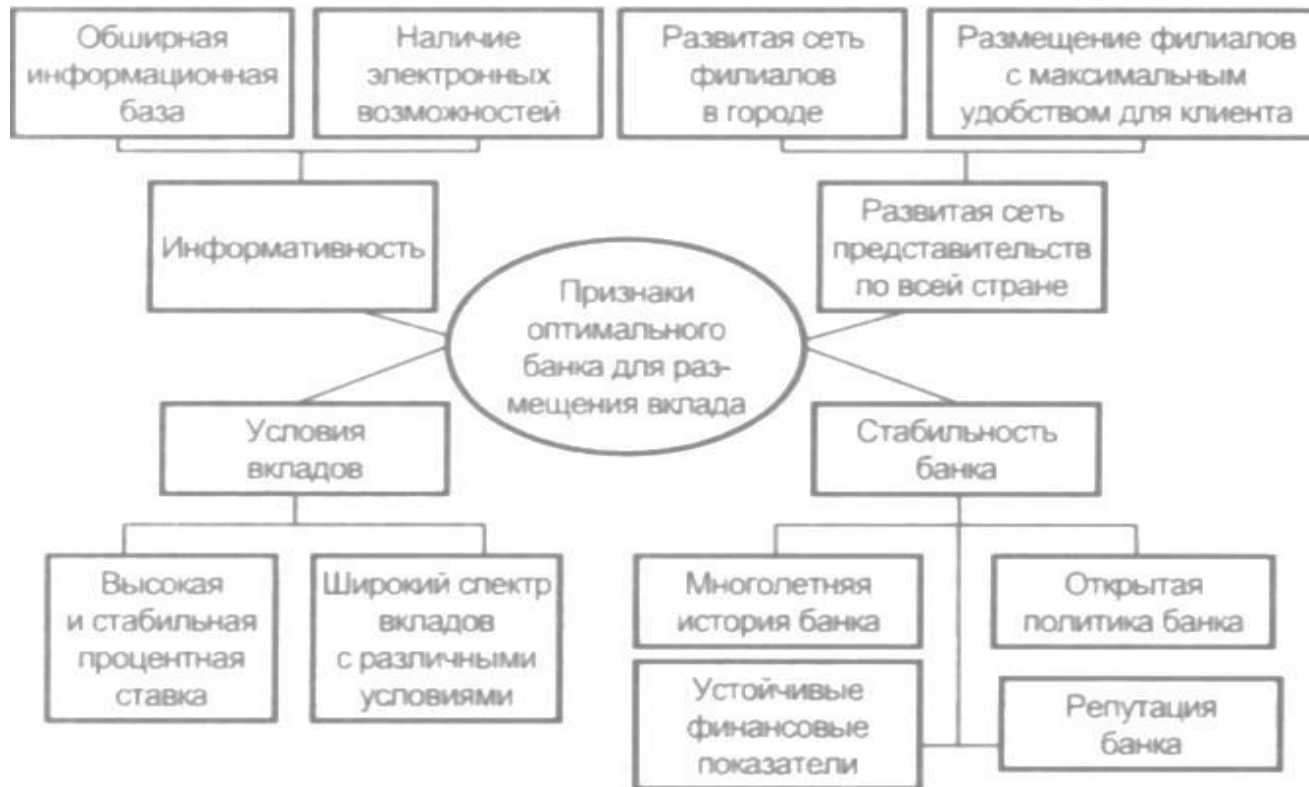 Обширная
информационная
база
Наличие
электронных
возможностей
Развитая сеть
филиалов
в городе
Размещение филиалов
с максимальным
удобством для клиента
Информативность
Развитая сеть
представительств
по всей стране
Признаки
оптимального
банка для раз-
мещения вклада
Условия
вкладов
Стабильность
банка
Высокая
и стабильная
процентная
ставка
Широкий спектр
вкладов
с различными
условиями
Многолетняя
история банка
Открытая
политика банка
Устойчивые
финансовые
показатели
Репутация
банка